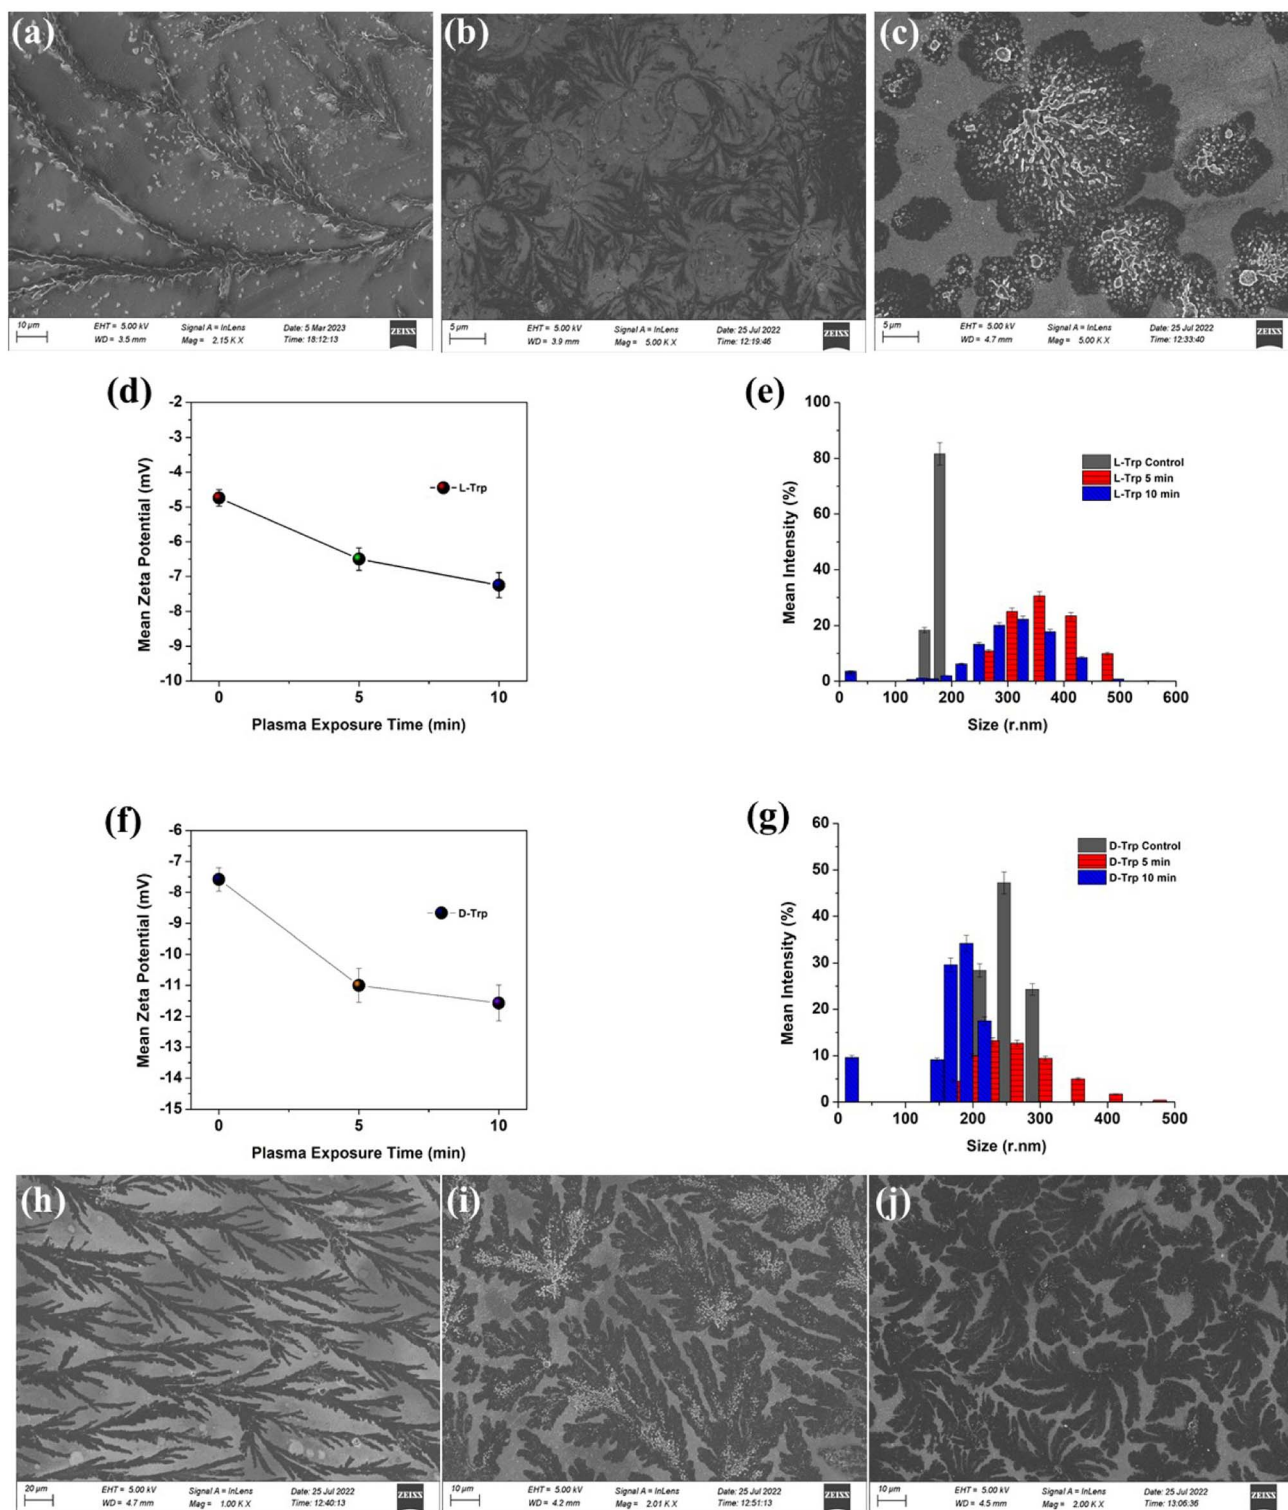 (a)
(b)
(c)
10 µm
EHT = 5.00 kV Signal A = InLens Date: 5 Mar 2023
WD = 3.5 mm Mag = 2.15 K X Time: 18:12:13
ZEISS
5 µm
EHT = 5.00 kV Signal A = InLens Date: 25 Jul 2022
WD = 3.9 mm Mag = 5.00 K X Time: 12:19:46
ZEISS
5 µm
EHT = 5.00 kV Signal A = InLens Date: 25 Jul 2022
WD = 4.7 mm Mag = 5.00 K X Time: 12:33:40
ZEISS
(d)
-2
-3
-4
-5
-6
-7
-8
-9
-10
Mean Zeta Potential (mV)
L-Trp
0 5 10
Plasma Exposure Time (min)
(e)
100
80
60
40
20
0
Mean Intensity (%)
L-Trp Control
L-Trp 5 min
L-Trp 10 min
0 100 200 300 400 500 600
Size (r.nm)
(f)
-6
-7
-8
-9
-10
-11
-12
-13
-14
-15
Mean Zeta Potential (mV)
D-Trp
0 5 10
Plasma Exposure Time (min)
(g)
60
50
40
30
20
10
0
Mean Intensity (%)
D-Trp Control
D-Trp 5 min
D-Trp 10 min
0 100 200 300 400 500
Size (r.nm)
(h)
(i)
(j)
20 µm
EHT = 5.00 kV Signal A = InLens Date: 25 Jul 2022
WD = 4.7 mm Mag = 1.00 K X Time: 12:40:13
ZEISS
10 µm
EHT = 5.00 kV Signal A = InLens Date: 25 Jul 2022
WD = 4.2 mm Mag = 2.01 K X Time: 12:51:13
ZEISS
10 µm
EHT = 5.00 kV Signal A = InLens Date: 25 Jul 2022
WD = 4.5 mm Mag = 2.00 K X Time: 13:06:36
ZEISS